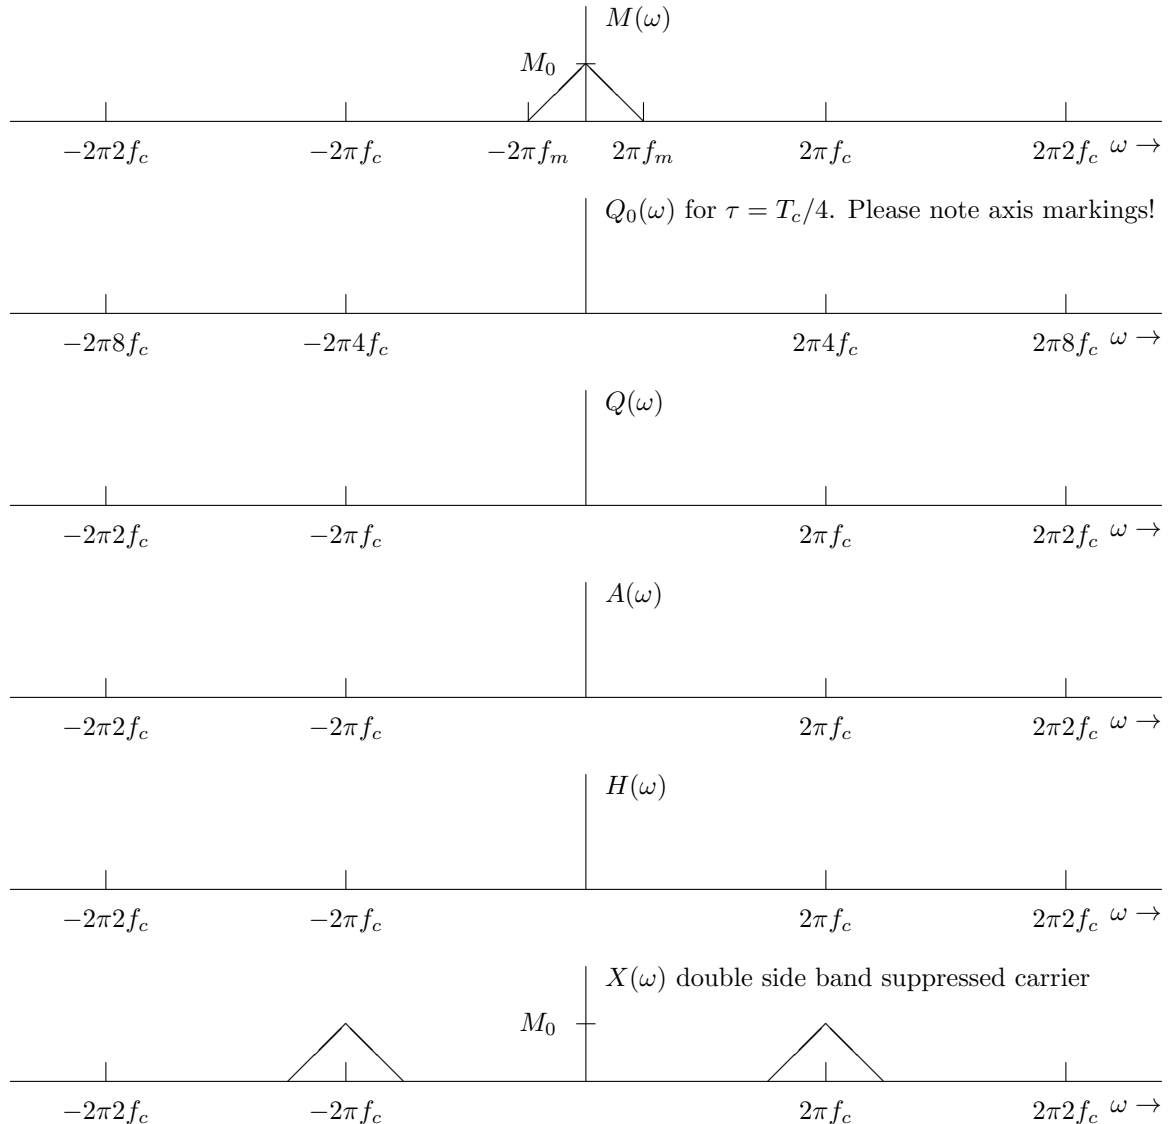 M(ω)
M₀
−2π2f_c −2πf_c −2πf_m 2πf_m 2πf_c 2π2f_c ω →
Q₀(ω) for τ = T_c/4. Please note axis markings!
−2π8f_c −2π4f_c 2π4f_c 2π8f_c ω →
Q(ω)
−2π2f_c −2πf_c 2πf_c 2π2f_c ω →
A(ω)
−2π2f_c −2πf_c 2πf_c 2π2f_c ω →
H(ω)
−2π2f_c −2πf_c 2πf_c 2π2f_c ω →
X(ω) double side band suppressed carrier
M₀
−2π2f_c −2πf_c 2πf_c 2π2f_c ω →